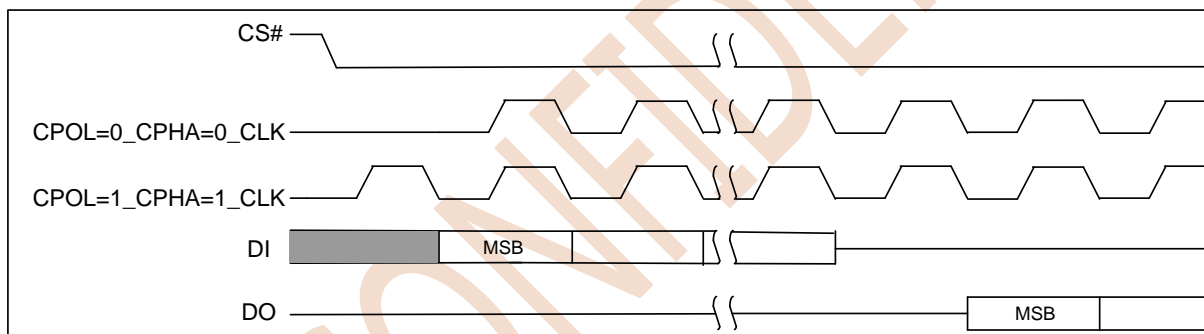 CS#
CPOL=0_CPHA=0_CLK
CPOL=1_CPHA=1_CLK
DI
MSB
DO
MSB